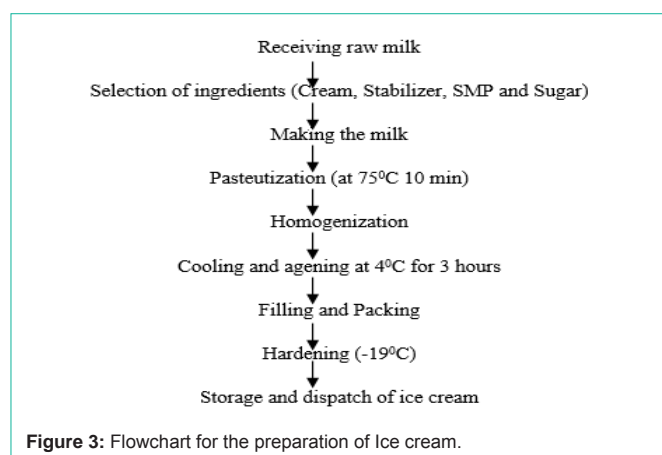 Receiving raw milk
Selection of ingredients (Cream, Stabilizer, SMP and Sugar)
Making the milk
Pasteutization (at 75⁰C 10 min)
Homogenization
Cooling and agening at 4⁰C for 3 hours
Filling and Packing
Hardening (-19⁰C)
Storage and dispatch of ice cream
Figure 3: Flowchart for the preparation of Ice cream.